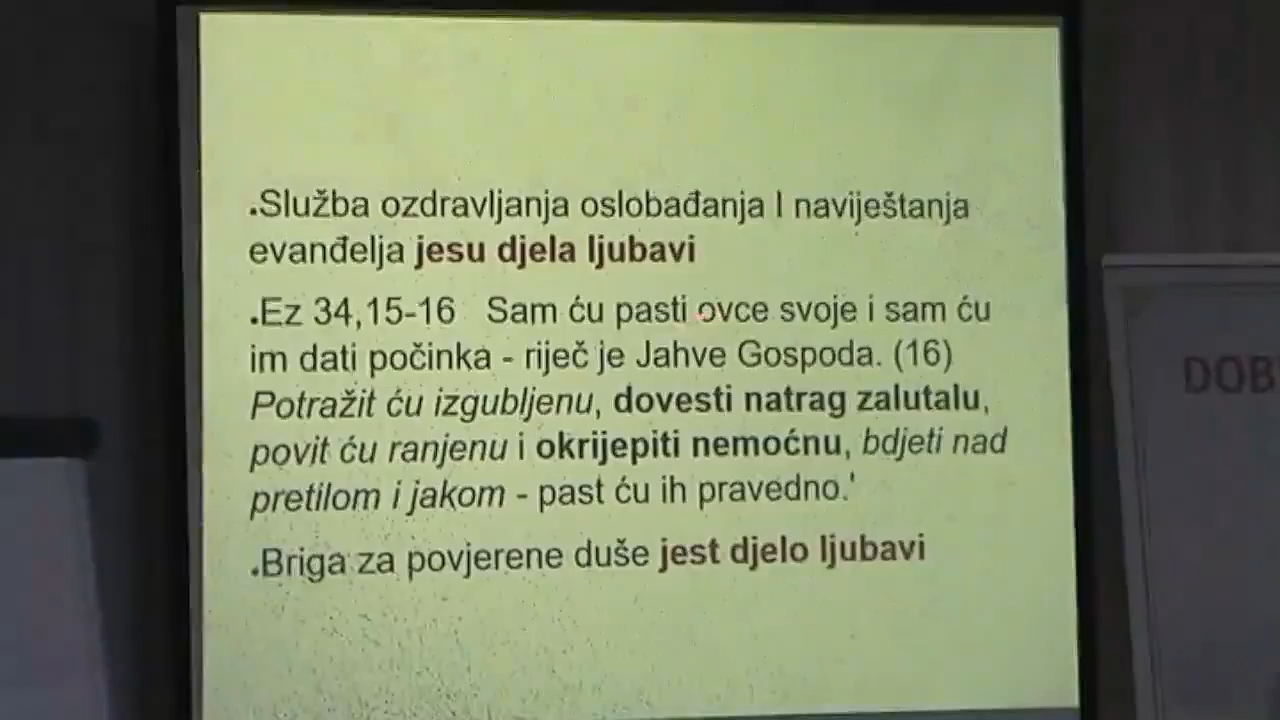 .Služba ozdravljanja oslobađanja I naviještanja
evanđelja jesu djela ljubavi
.Ez 34,15-16 Sam ću pasti ovce svoje i sam ću
im dati počinka - riječ je Jahve Gospoda. (16)
Potražit ću izgubljenu, dovesti natrag zalutalu,
povit ću ranjenu i okrijepiti nemoćnu, bdjeti nad
pretilom i jakom - past ću ih pravedno.'
.Briga za povjerene duše jest djelo ljubavi
DOB